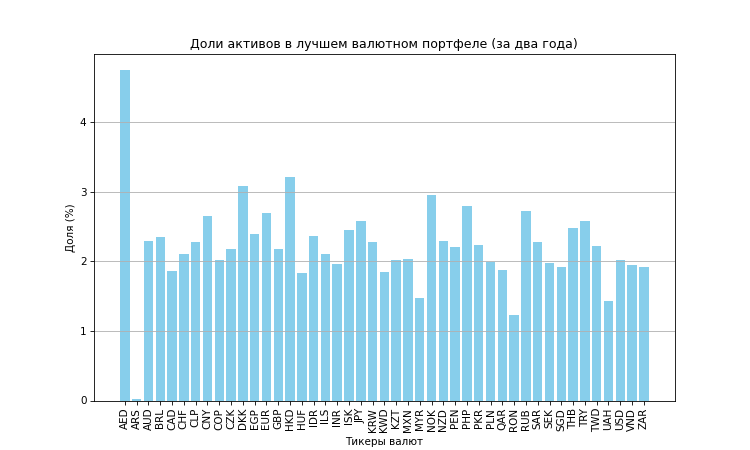 Доли активов в лучшем валютном портфеле (за два года)
Доля (%)
4
3
2
1
0
AED
ARS
AUD
BRL
CAD
CHF
CLP
CNY
COP
CZK
DKK
EGP
EUR
GBP
HKD
HUF
IDR
ILS
INR
ISK
JPY
KRW
KWD
KZT
MXN
MYR
NOK
NZD
PEN
PHP
PKR
PLN
QAR
RON
RUB
SAR
SEK
SGD
THB
TRY
TWD
UAH
USD
VND
ZAR
Тикеры валют